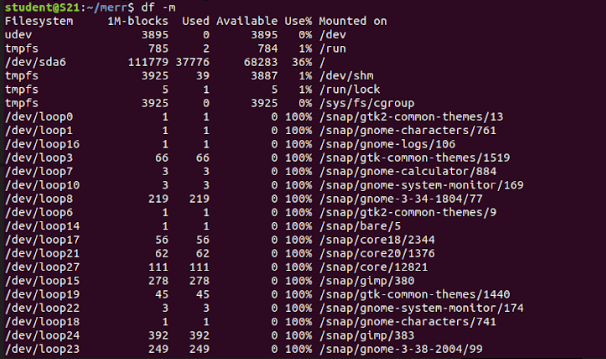 student@S21:~/merr$ df -m
Filesystem     1M-blocks  Used Available Use% Mounted on
udev                3895     0      3895   0% /dev
tmpfs                785     2       784   1% /run
/dev/sda6         111779 37776     68283  36% /
tmpfs               3925    39      3887   1% /dev/shm
tmpfs                  5     1         5   1% /run/lock
tmpfs               3925     0      3925   0% /sys/fs/cgroup
/dev/loop0             1     1         0 100% /snap/gtk2-common-themes/13
/dev/loop1             1     1         0 100% /snap/gnome-characters/761
/dev/loop16            1     1         0 100% /snap/gnome-logs/106
/dev/loop3            66    66         0 100% /snap/gtk-common-themes/1519
/dev/loop7             3     3         0 100% /snap/gnome-calculator/884
/dev/loop10            3     3         0 100% /snap/gnome-system-monitor/169
/dev/loop8           219   219         0 100% /snap/gnome-3-34-1804/77
/dev/loop6             1     1         0 100% /snap/gtk2-common-themes/9
/dev/loop14            1     1         0 100% /snap/bare/5
/dev/loop17           56    56         0 100% /snap/core18/2344
/dev/loop21           62    62         0 100% /snap/core20/1376
/dev/loop27          111   111         0 100% /snap/core/12821
/dev/loop15          278   278         0 100% /snap/gimp/380
/dev/loop19           45    45         0 100% /snap/gtk-common-themes/1440
/dev/loop22            3     3         0 100% /snap/gnome-system-monitor/174
/dev/loop18            1     1         0 100% /snap/gnome-characters/741
/dev/loop24          392   392         0 100% /snap/gimp/383
/dev/loop23          249   249         0 100% /snap/gnome-3-38-2004/99